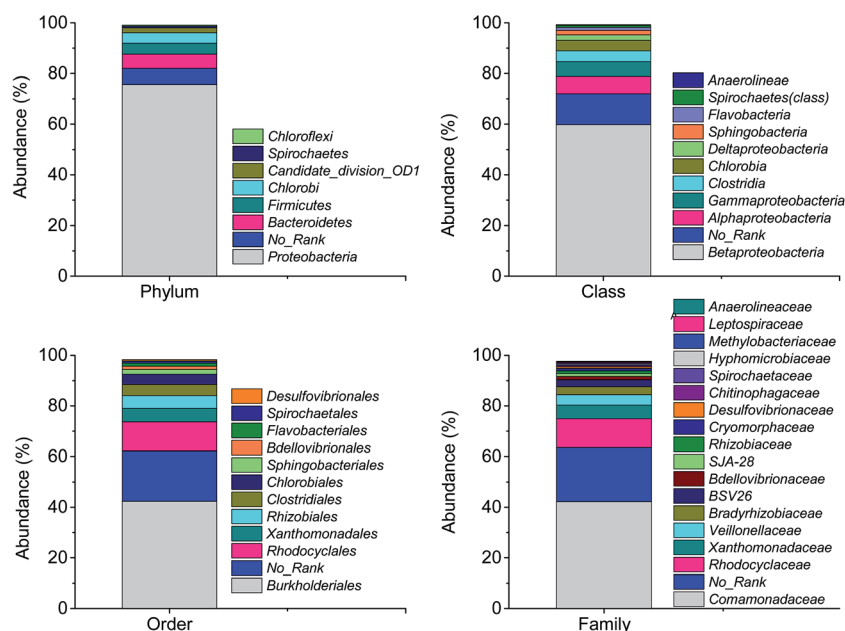 Abundance (%)
100
80
60
40
20
0
Chloroflexi
Spirochaetes
Candidate_division_OD1
Chlorobi
Firmicutes
Bacteroidetes
No_Rank
Proteobacteria
Phylum
Abundance (%)
100
80
60
40
20
0
Anaerolineae
Spirochaetes(class)
Flavobacteria
Sphingobacteria
Deltaproteobacteria
Chlorobia
Clostridia
Gammaproteobacteria
Alphaproteobacteria
No_Rank
Betaproteobacteria
Class
Abundance (%)
100
80
60
40
20
0
Desulfovibrionales
Spirochaetales
Flavobacteriales
Bdellovibrionales
Sphingobacteriales
Chlorobiales
Clostridiales
Rhizobiales
Xanthomonadales
Rhodocyclales
No_Rank
Burkholderiales
Order
Abundance (%)
100
80
60
40
20
0
Anaerolineaceae
Leptospiraceae
Methylobacteriaceae
Hyphomicrobiaceae
Spirochaetaceae
Chitinophagaceae
Desulfovibrionaceae
Cryomorphaceae
Rhizobiaceae
SJA-28
Bdellovibrionaceae
BSV26
Bradyrhizobiaceae
Veillonellaceae
Xanthomonadaceae
Rhodocyclaceae
No_Rank
Comamonadaceae
Family